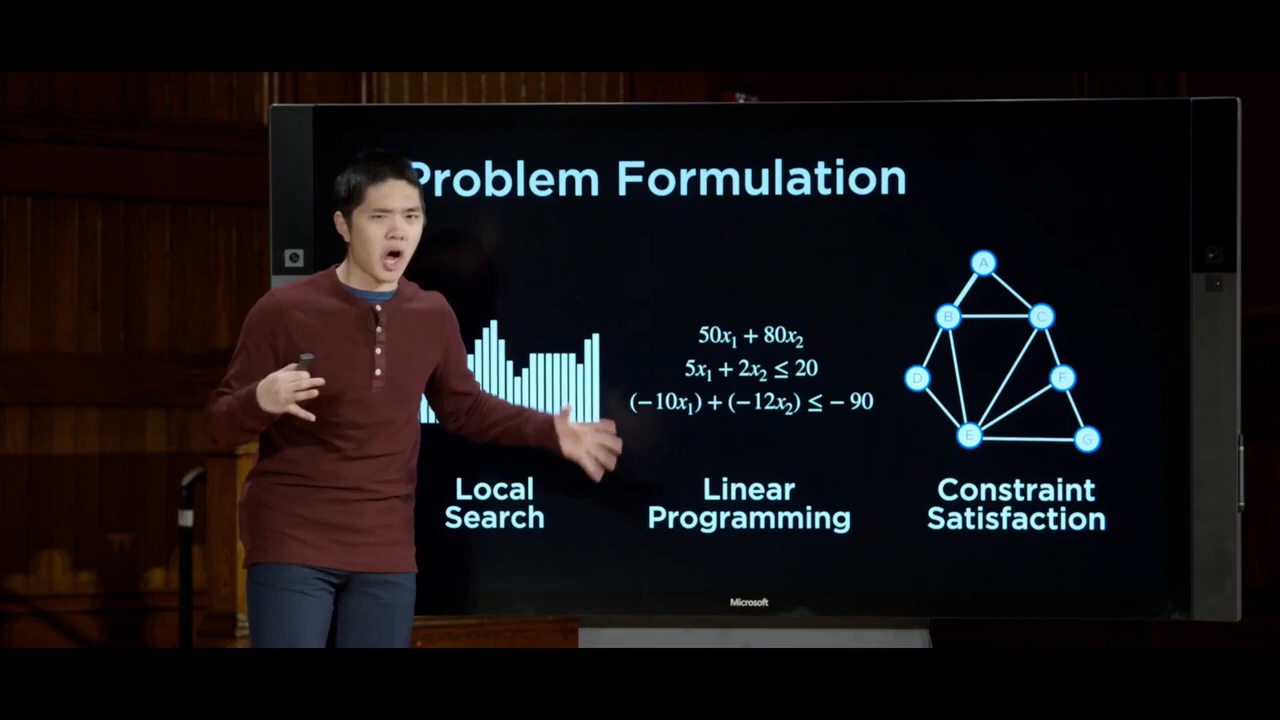 Problem Formulation
A
B
C
D
F
E
G
50x₁ + 80x₂
5x₁ + 2x₂ ≤ 20
(−10x₁) + (−12x₂) ≤ −90
Local
Search
Linear
Programming
Constraint
Satisfaction
Microsoft